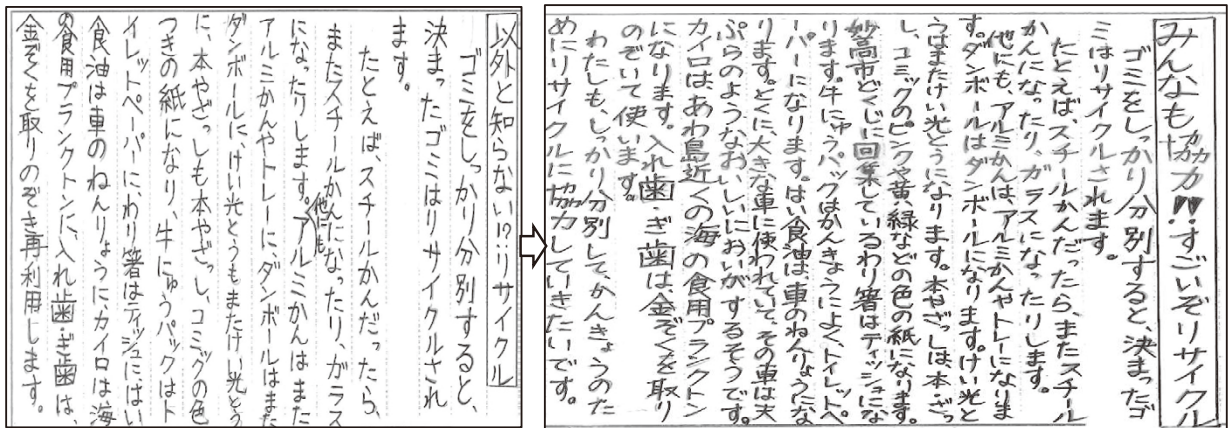 以外と知らない!?リサイクル
ゴミをしっかり分別すると、
決まったゴミはリサイクルされ
ます。
たとえば、スチールかんだったら、
またスチールかんになったり、ガラス
になったりします。他にもアルミかんはまた
アルミかんやトレーに、ダンボールはまた
ダンボールに、けい光とうもまたけい光とう
に、本やざっしも本やざっし、コミックの色
つきの紙になり、牛にゅうパックはト
イレットペーパーに、わり箸はティッシュにはい
食油は車のねんりょうにカイロは海
の食用プランクトンに、入れ歯・ぎ歯は、
金ぞくを取りのぞき再利用します。
みんなも協力!!すごいぞリサイクル
ゴミをしっかり分別すると、決まったゴ
ミはリサイクルされます。
たとえば、スチールかんだったら、またスチール
かんになったり、ガラスになったりします。
他にも、アルミかんは、アルミかんやトレーになりま
す。ダンボールはダンボールになります。けい光と
うはまたけい光とうになります。本やざっしは、本・ざっ
し、コミックのピンクや黄、緑などの色の紙になります。
妙高市どくじに回業ているわり箸はティッシュにな
ります。牛にゅうパックはかんきょうによく、トイレットペ
ーパーになります。はい食油は、車のねんりょうにな
ります。とくに、大きな車に使われていて、その車は天
ぷらのようなおいしいにおいがするそうです。
カイロは、あわ島近くの海の食用プランクトン
になります。入れ歯・ぎ歯は、金ぞくを取り
のぞいて使います。
わたしも、しっかり分別して、かんきょうのた
めにリサイクルに協力していきたいです。